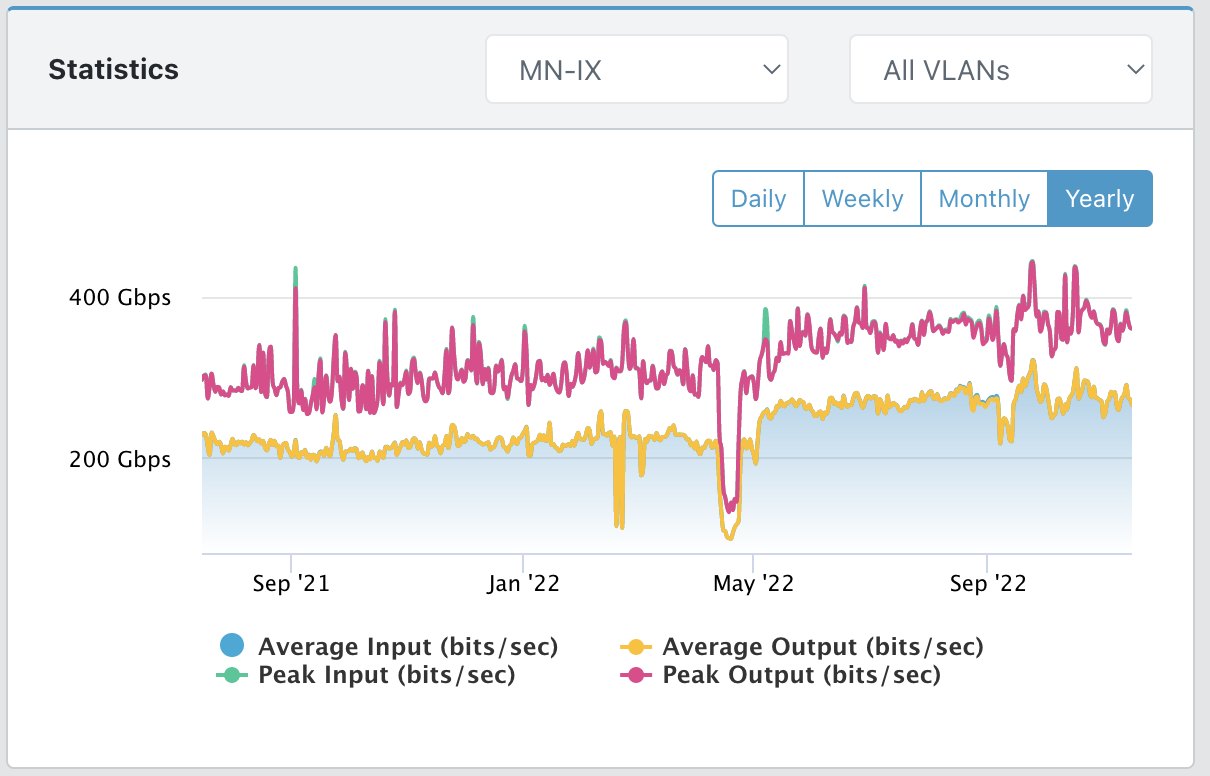 Statistics
MN-IX
All VLANs
Daily
Weekly
Monthly
Yearly
400 Gbps
200 Gbps
Sep '21
Jan '22
May '22
Sep '22
Average Input (bits/sec)
Average Output (bits/sec)
Peak Input (bits/sec)
Peak Output (bits/sec)